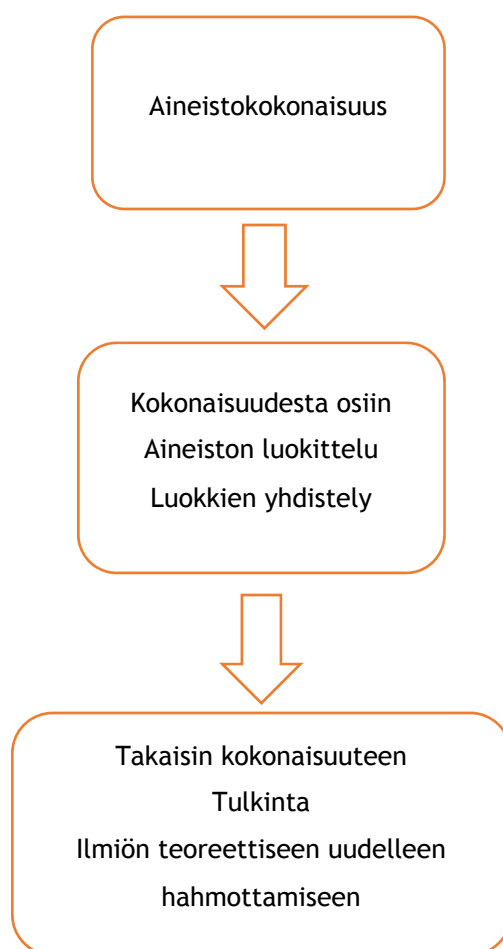 Aineistokokonaisuus
Kokonaisuudesta osiin
Aineiston luokittelu
Luokkien yhdistely
Takaisin kokonaisuuteen
Tulkinta
Ilmiön teoreettiseen uudelleen
hahmottamiseen